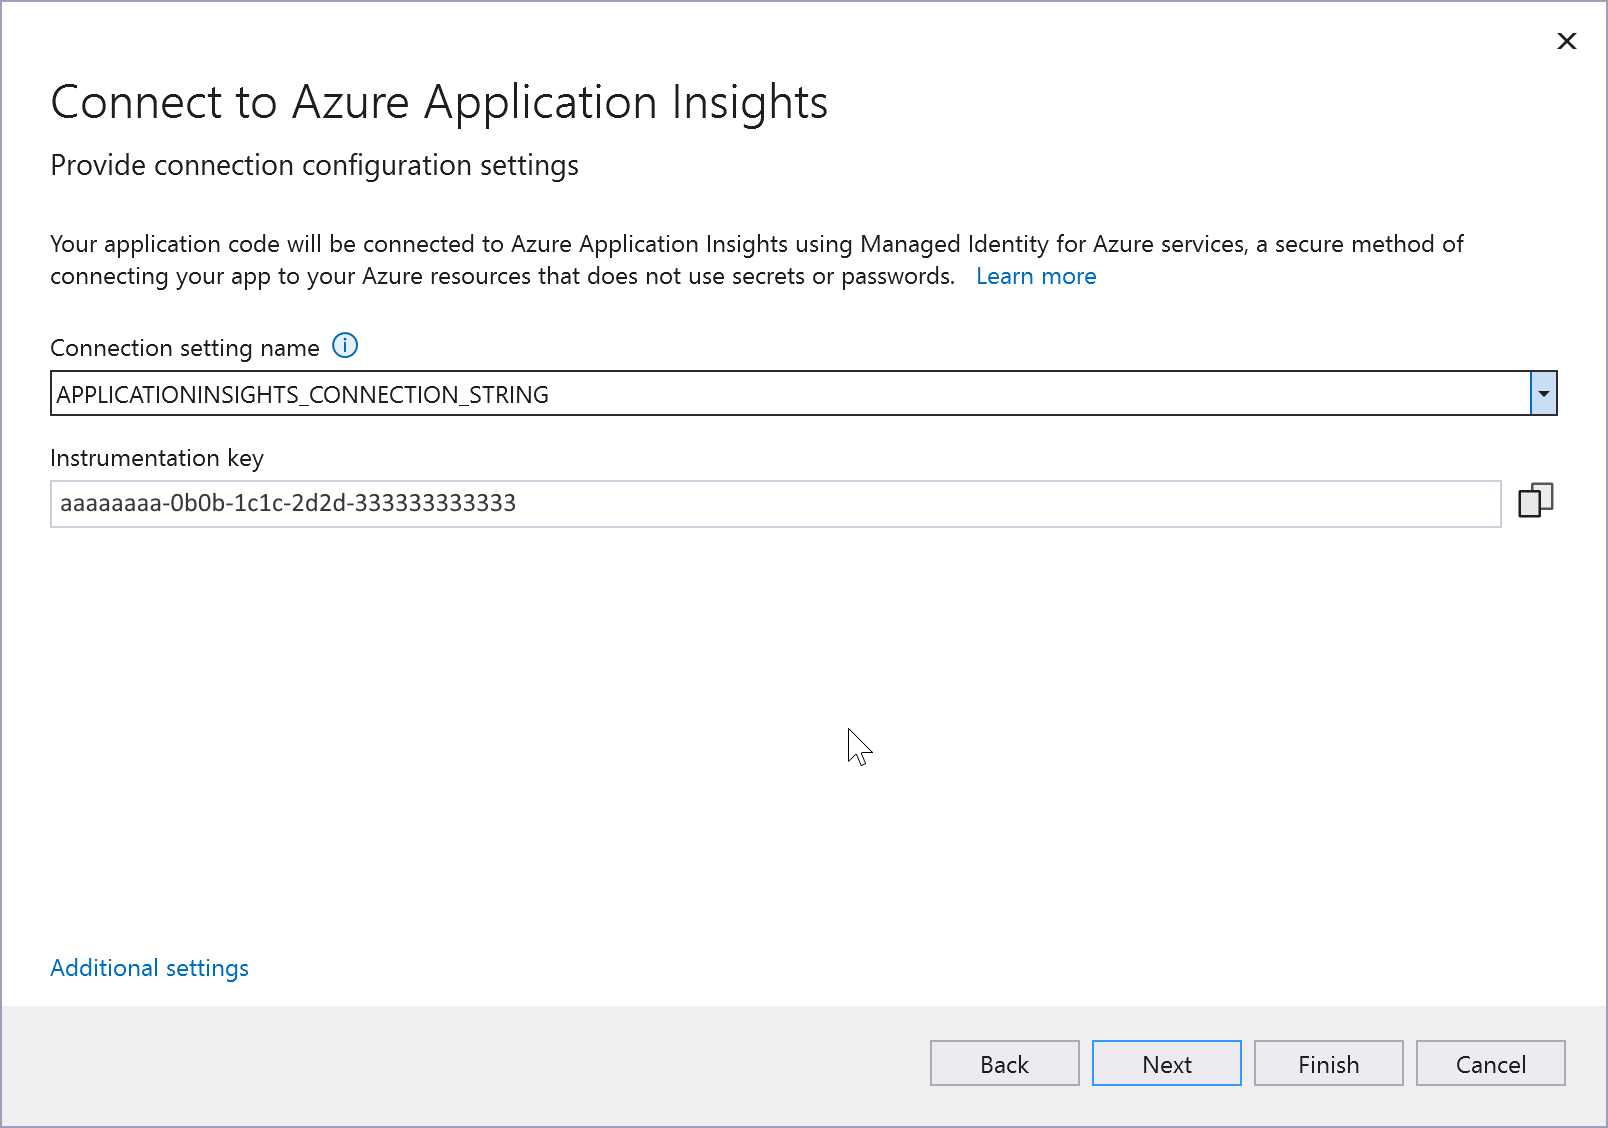 Connect to Azure Application Insights
Provide connection configuration settings
Your application code will be connected to Azure Application Insights using Managed Identity for Azure services, a secure method of
connecting your app to your Azure resources that does not use secrets or passwords. Learn more
Connection setting name
APPLICATIONINSIGHTS_CONNECTION_STRING
Instrumentation key
aaaaaaaa-0b0b-1c1c-2d2d-333333333333
Additional settings
Back Next Finish Cancel